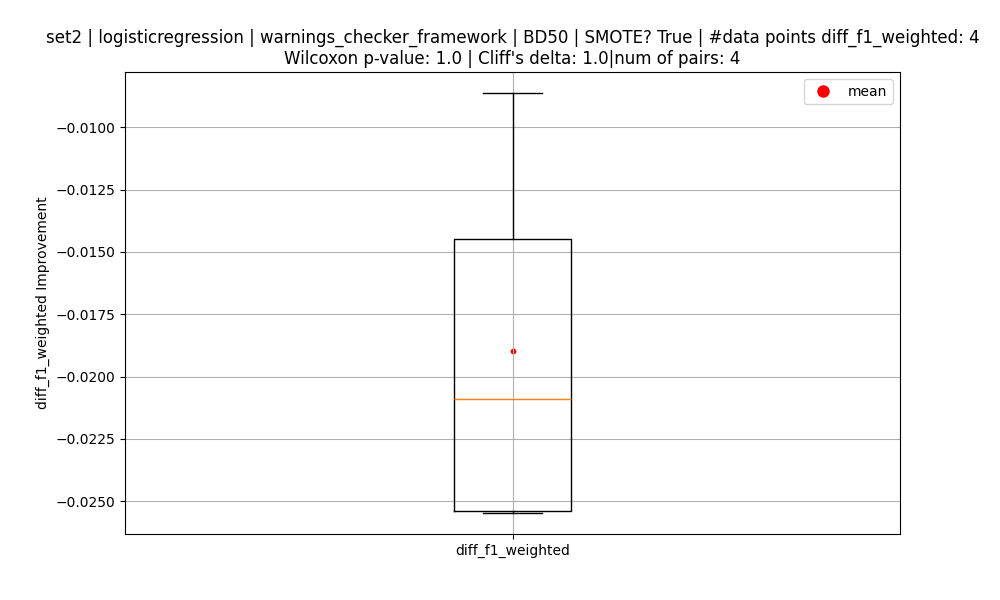 set2 | logisticregression | warnings_checker_framework | BD50 | SMOTE? True | #data points diff_f1_weighted: 4
Wilcoxon p-value: 1.0 | Cliff's delta: 1.0|num of pairs: 4
mean
−0.0100
−0.0125
−0.0150
−0.0175
−0.0200
−0.0225
−0.0250
diff_f1_weighted Improvement
diff_f1_weighted